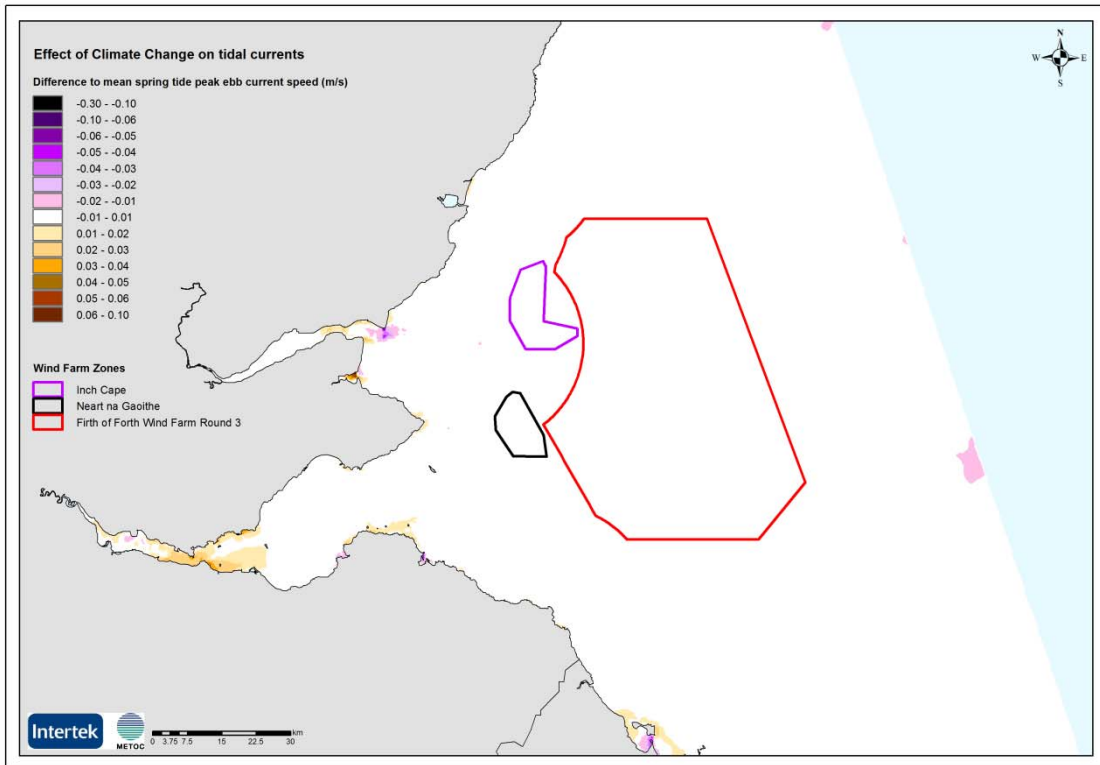 Effect of Climate Change on tidal currents
Difference to mean spring tide peak ebb current speed (m/s)
-0.30 - -0.10
-0.10 - -0.06
-0.06 - -0.05
-0.05 - -0.04
-0.04 - -0.03
-0.03 - -0.02
-0.02 - -0.01
-0.01 - 0.01
0.01 - 0.02
0.02 - 0.03
0.03 - 0.04
0.04 - 0.05
0.05 - 0.06
0.06 - 0.10
Wind Farm Zones
Inch Cape
Neart na Gaoithe
Firth of Forth Wind Farm Round 3
N
W E
S
Intertek
METOC
km
0 3.75 7.5 15 22.5 30